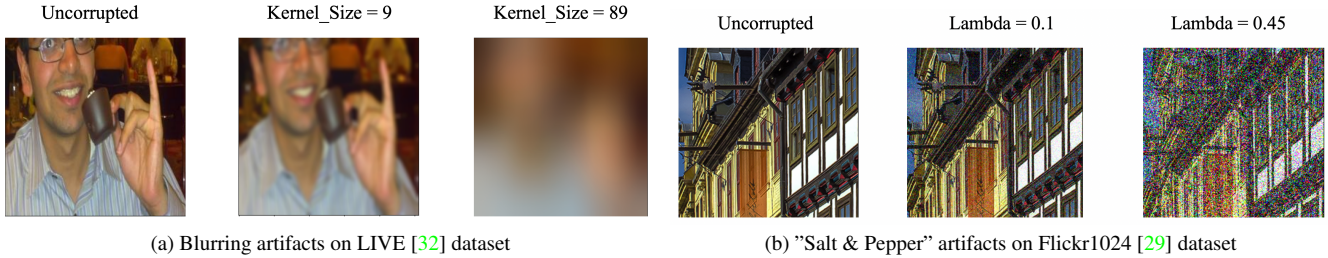 Uncorrupted
Kernel_Size = 9
Kernel_Size = 89
(a) Blurring artifacts on LIVE [32] dataset
Uncorrupted
Lambda = 0.1
Lambda = 0.45
(b) ”Salt & Pepper” artifacts on Flickr1024 [29] dataset